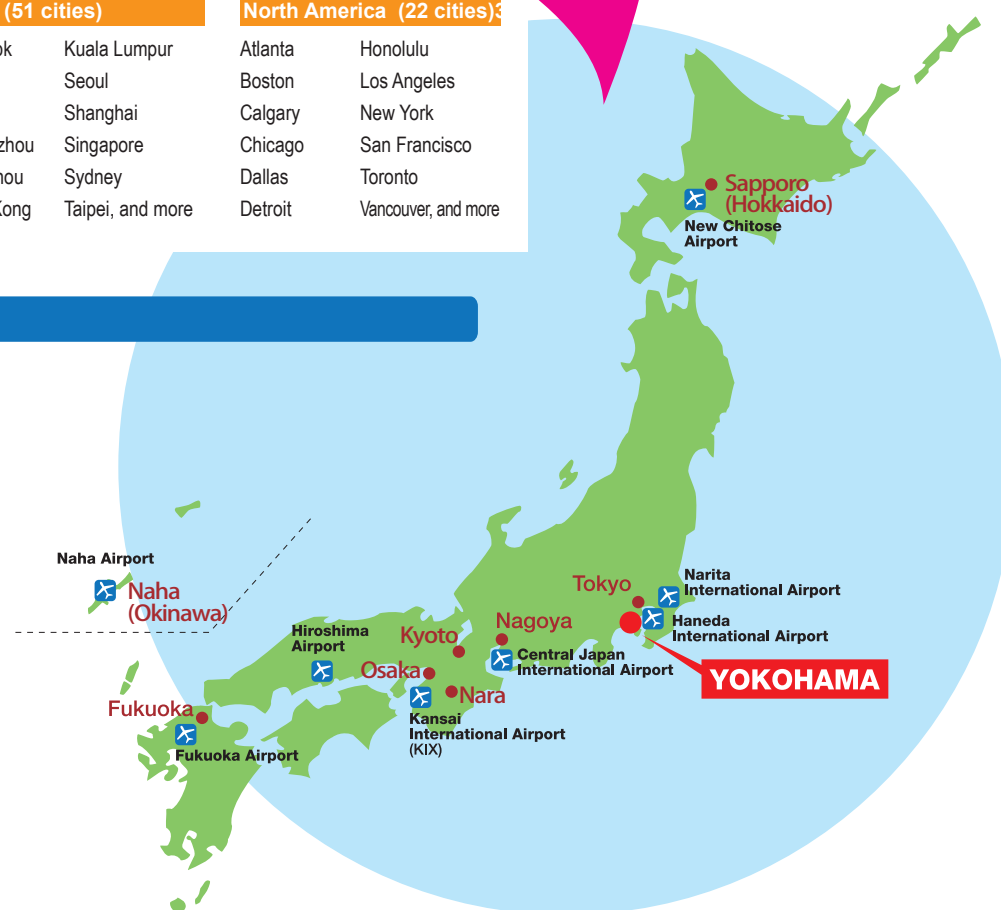 (51 cities)
North America (22 cities)
Kuala Lumpur
Seoul
Shanghai
Singapore
Sydney
Taipei, and more
Atlanta Honolulu
Boston Los Angeles
Calgary New York
Chicago San Francisco
Dallas Toronto
Detroit Vancouver, and more
Sapporo
(Hokkaido)
New Chitose
Airport
Naha Airport
Naha
(Okinawa)
Tokyo
Narita
International Airport
Haneda
International Airport
YOKOHAMA
Nagoya
Central Japan
International Airport
Kyoto
Hiroshima
Airport
Osaka
Nara
Kansai
International Airport
(KIX)
Fukuoka
Fukuoka Airport